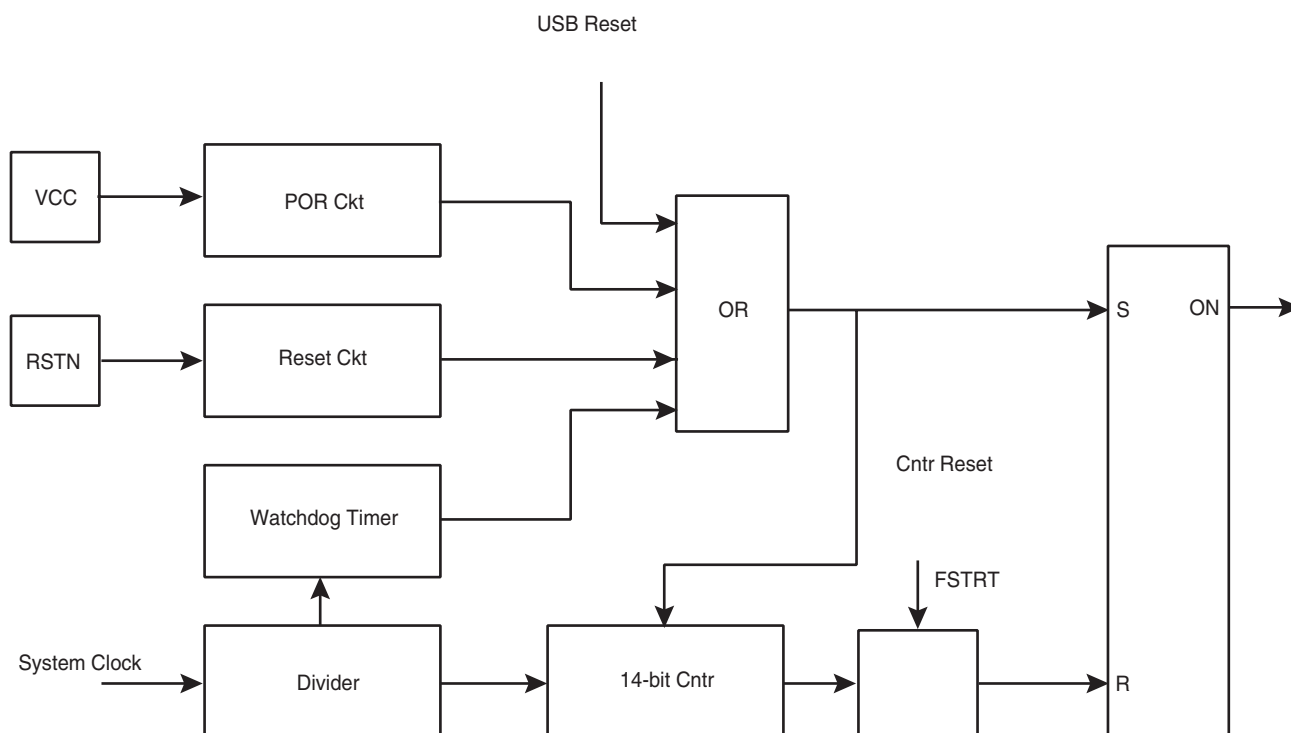 USB Reset
VCC
POR Ckt
OR
S
ON
RSTN
Reset Ckt
Cntr Reset
Watchdog Timer
FSTRT
System Clock
Divider
14-bit Cntr
R